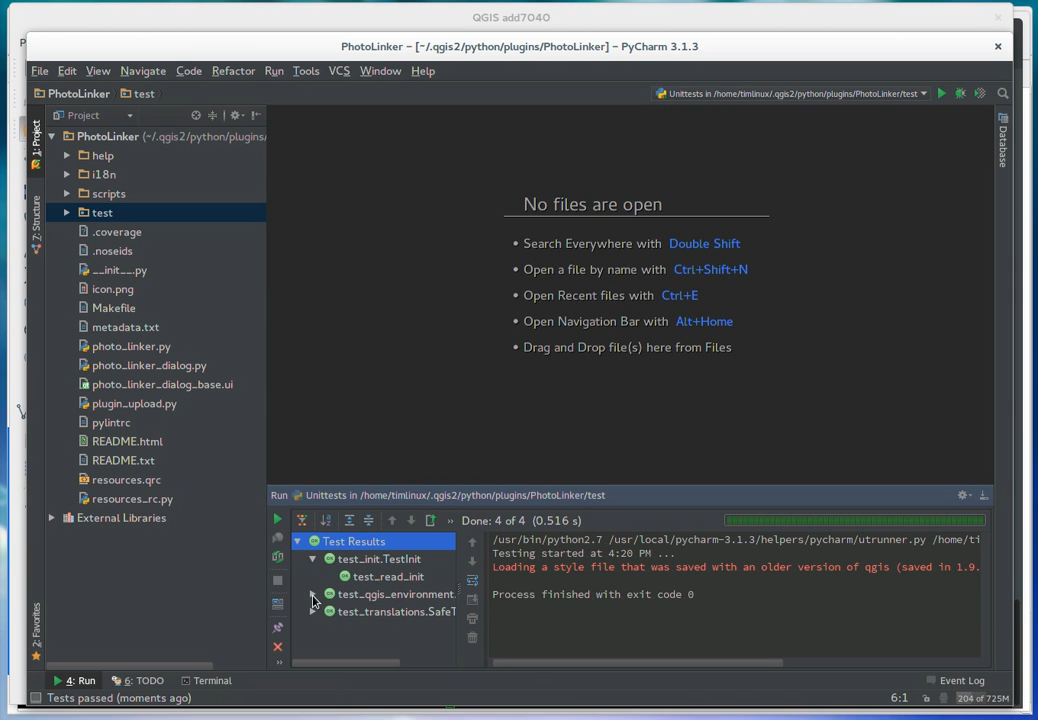 QGIS add7040
PhotoLinker – [~/.qgis2/python/plugins/PhotoLinker] – PyCharm 3.1.3
File Edit View Navigate Code Refactor Run Tools VCS Window Help
PhotoLinker test
Unittests in /home/timlinux/.qgis2/python/plugins/PhotoLinker/test
1: Project
7: Structure
2: Favorites
Project
PhotoLinker (~/.qgis2/python/plugins/
help
i18n
scripts
test
.coverage
.noseids
__init__.py
icon.png
Makefile
metadata.txt
photo_linker.py
photo_linker_dialog.py
photo_linker_dialog_base.ui
plugin_upload.py
pylintrc
README.html
README.txt
resources.qrc
resources_rc.py
External Libraries
No files are open
• Search Everywhere with Double Shift
• Open a file by name with Ctrl+Shift+N
• Open Recent files with Ctrl+E
• Open Navigation Bar with Alt+Home
• Drag and Drop file(s) here from Files
Database
Run Unittests in /home/timlinux/.qgis2/python/plugins/PhotoLinker/test
Done: 4 of 4 (0.516 s)
Test Results
test_init.TestInit
test_read_init
test_qgis_environment.
test_translations.SafeT
/usr/bin/python2.7 /usr/local/pycharm-3.1.3/helpers/pycharm/utrunner.py /home/ti
Testing started at 4:20 PM ...
Loading a style file that was saved with an older version of qgis (saved in 1.9.
Process finished with exit code 0
4: Run 6: TODO Terminal Event Log
Tests passed (moments ago) 6:1 204 of 725M